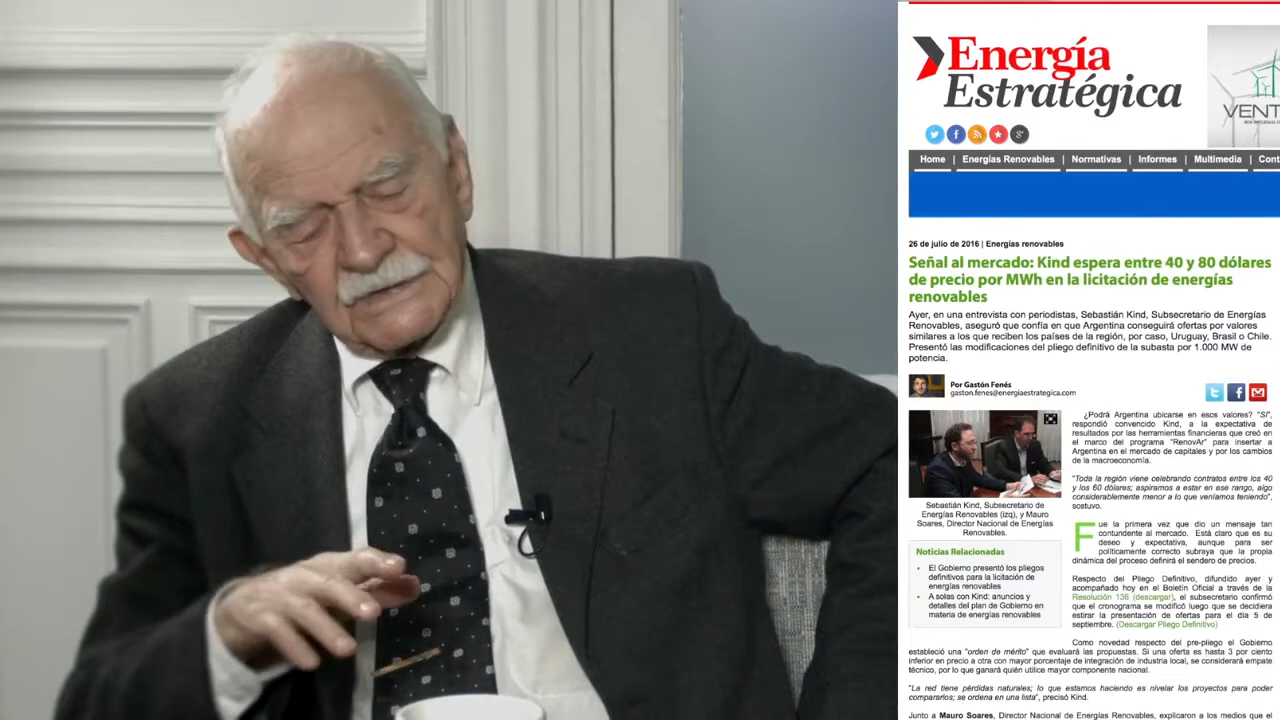 Energía
Estratégica
VENT
Home | Energías Renovables | Normativas | Informes | Multimedia | Cont
26 de julio de 2016 | Energías renovables
Señal al mercado: Kind espera entre 40 y 80 dólares
de precio por MWh en la licitación de energías
renovables
Ayer, en una entrevista con periodistas, Sebastián Kind, Subsecretario de Energías
Renovables, aseguró que confía en que Argentina conseguirá ofertas por valores
similares a los que reciben los países de la región, por caso, Uruguay, Brasil o Chile.
Presentó las modificaciones del pliego definitivo de la subasta por 1.000 MW de
potencia.
Por Gastón Fenés
gaston.fenes@energiaestrategica.com
¿Podrá Argentina ubicarse en esos valores? "Sí",
respondió convencido Kind, a la expectativa de
resultados por las herramientas financieras que creó en
el marco del programa "RenovAr" para insertar a
Argentina en el mercado de capitales y por los cambios
de la macroeconomía.
"Toda la región viene celebrando contratos entre los 40
y los 60 dólares; aspiramos a estar en ese rango, algo
considerablemente menor a lo que veníamos teniendo",
sostuvo.
Fue la primera vez que dio un mensaje tan
contundente al mercado. Está claro que es su
deseo y expectativa, aunque para ser
políticamente correcto subraya que la propia
dinámica del proceso definirá el sendero de precios.
Respecto del Pliego Definitivo, difundido ayer y
acompañado hoy en el Boletín Oficial a través de la
Resolución 136 (descargar), el subsecretario confirmó
que el cronograma se modificó luego que se decidiera
estirar la presentación de ofertas para el día 5 de
septiembre. (Descargar Pliego Definitivo)
Sebastián Kind, Subsecretario de
Energías Renovables (izq), y Mauro
Soares, Director Nacional de Energías
Renovables.
Noticias Relacionadas
El Gobierno presentó los pliegos
definitivos para la licitación de
energías renovables
A solas con Kind: anuncios y
detalles del plan de Gobierno en
materia de energías renovables
Como novedad respecto del pre-pliego el Gobierno
estableció una "orden de mérito" que evaluará las propuestas. Si una oferta es hasta 3 por ciento
inferior en precio a otra con mayor porcentaje de integración de industria local, se considerará empate
técnico, por lo que ganará quién utilize mayor componente nacional.
"La red tiene pérdidas naturales; lo que estamos haciendo es nivelar los proyectos para poder
compararlos; se ordena en una lista", precisó Kind.
Junto a Mauro Soares, Director Nacional de Energías Renovables, explicaron a los medios que el